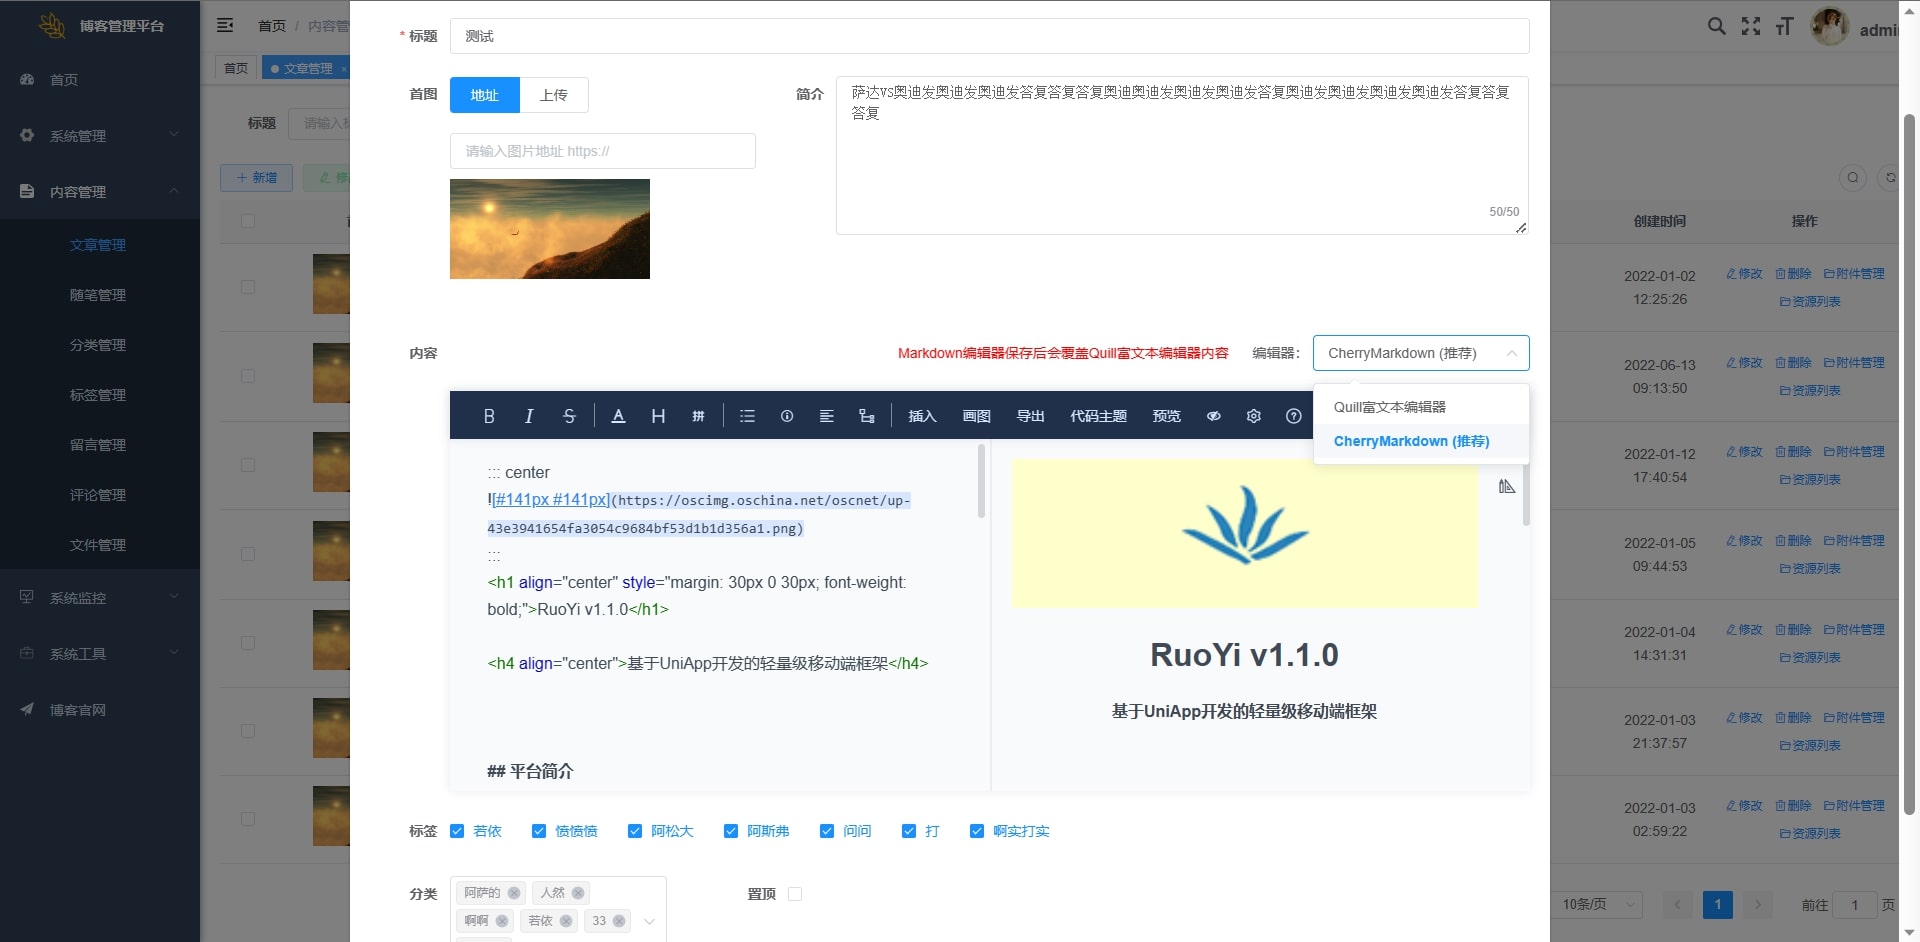 博客管理平台
首页
系统管理
内容管理
文章管理
随笔管理
分类管理
标签管理
留言管理
评论管理
文件管理
系统监控
系统工具
博客官网
首页 / 内容管
首页
文章管理 ×
标题
请输入标
+ 新增
修
admi
* 标题
测试
首图
地址
上传
请输入图片地址 https://
简介
萨达vs奥迪发奥迪发奥迪发答复答复答复奥迪奥迪发奥迪发奥迪发答复奥迪发奥迪发奥迪发奥迪发答复答复
答复
50/50
内容
Markdown编辑器保存后会覆盖Quill富文本编辑器内容
编辑器：
CherryMarkdown (推荐)
Quill富文本编辑器
CherryMarkdown (推荐)
B I S A H 插入 画图 导出 代码主题 预览
::: center
![#141px #141px](https://oscimg.oschina.net/oscnet/up-
43e3941654fa3054c9684bf53d1b1d356a1.png)
:::
<h1 align="center" style="margin: 30px 0 30px; font-weight:
bold;">RuoYi v1.1.0</h1>
<h4 align="center">基于UniApp开发的轻量级移动端框架</h4>
## 平台简介
RuoYi v1.1.0
基于UniApp开发的轻量级移动端框架
标签
若依
愤愤愤
阿松大
阿斯弗
问问
打
啊实打实
分类
阿萨的
人然
啊啊
若依
33
置顶
创建时间
操作
2022-01-02
12:25:26
修改 删除 附件管理
资源列表
2022-06-13
09:13:50
修改 删除 附件管理
资源列表
2022-01-12
17:40:54
修改 删除 附件管理
资源列表
2022-01-05
09:44:53
修改 删除 附件管理
资源列表
2022-01-04
14:31:31
修改 删除 附件管理
资源列表
2022-01-03
21:37:57
修改 删除 附件管理
资源列表
2022-01-03
02:59:22
修改 删除 附件管理
资源列表
10条/页
1
前往 1 页